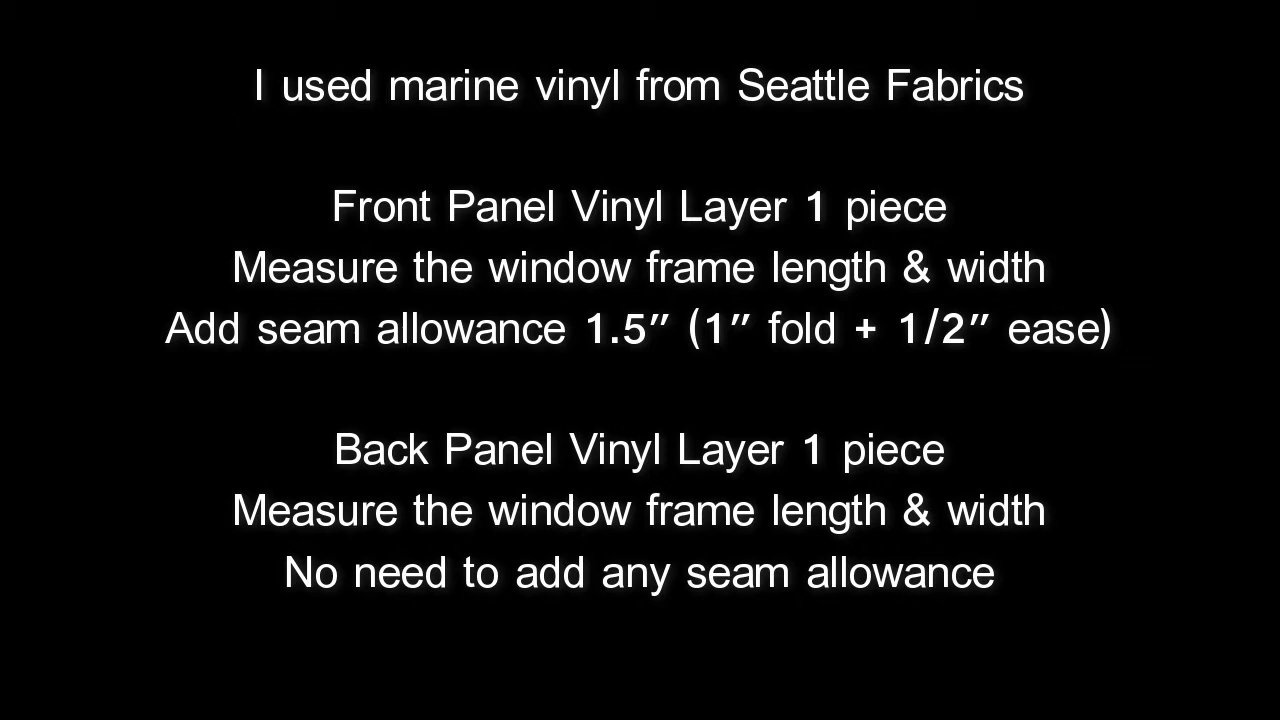 I used marine vinyl from Seattle Fabrics
Front Panel Vinyl Layer 1 piece
Measure the window frame length & width
Add seam allowance 1.5″ (1″ fold + 1/2″ ease)
Back Panel Vinyl Layer 1 piece
Measure the window frame length & width
No need to add any seam allowance